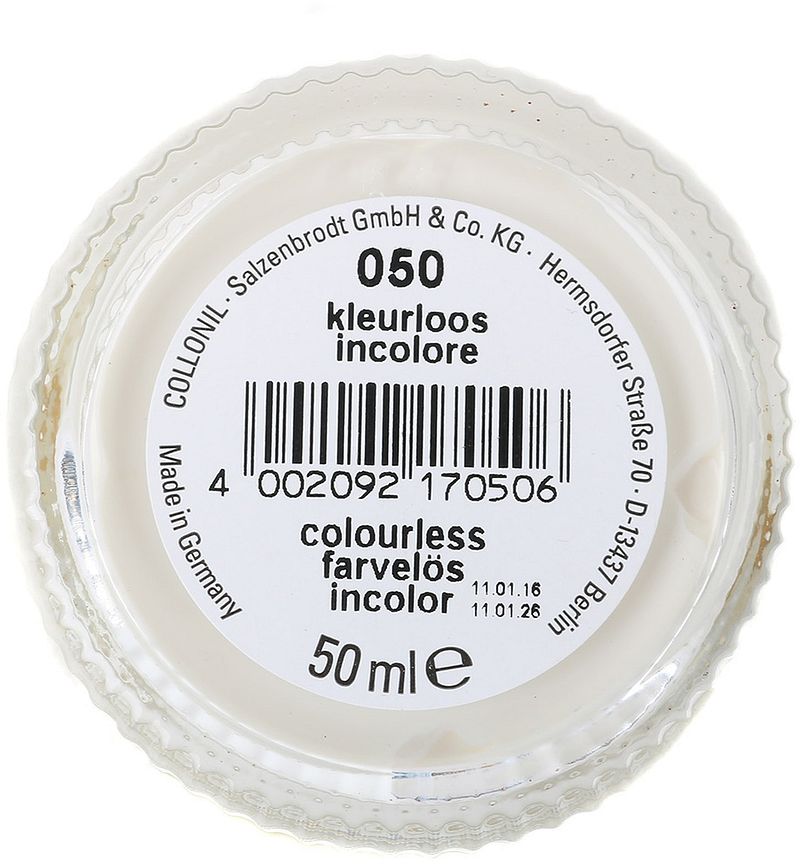 COLLONIL · Salzenbrodt GmbH & Co. KG · Hermsdorfer Straße 70 · D-13437 Berlin
050
kleurloos
incolore
4 002092 170506
colourless
farvelös
incolor
11.01.16
11.01.26
Made in Germany
50 ml e